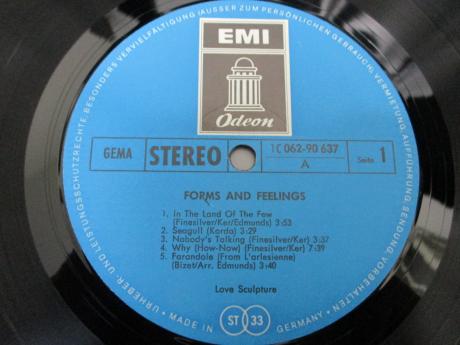 URHEBER- UND LEISTUNGSSCHUTZRECHTE, BESONDERS VERVIELFÄLTIGUNG (AUSSER ZUM PERSÖNLICHEN GEBRAUCH), VERMIETUNG, AUFFÜHRUNG, SENDUNG VORBEHALTEN
EMI
Odeon
GEMA
STEREO
1C 062-90 637
A
Seite 1
FORMS AND FEELINGS
1. In The Land Of The Few
(Finesilver/Ker/Edmunds) 3:53
2. Seagull (Korda) 3:29
3. Nobody's Talking (Finesilver/Ker) 3:37
4. Why (How-Now) (Finesilver/Ker) 7:39
5. Farandole (From L'arlesienne)
(Bizet/Arr. Edmunds) 3:40
Love Sculpture
MADE IN GERMANY
ST 33